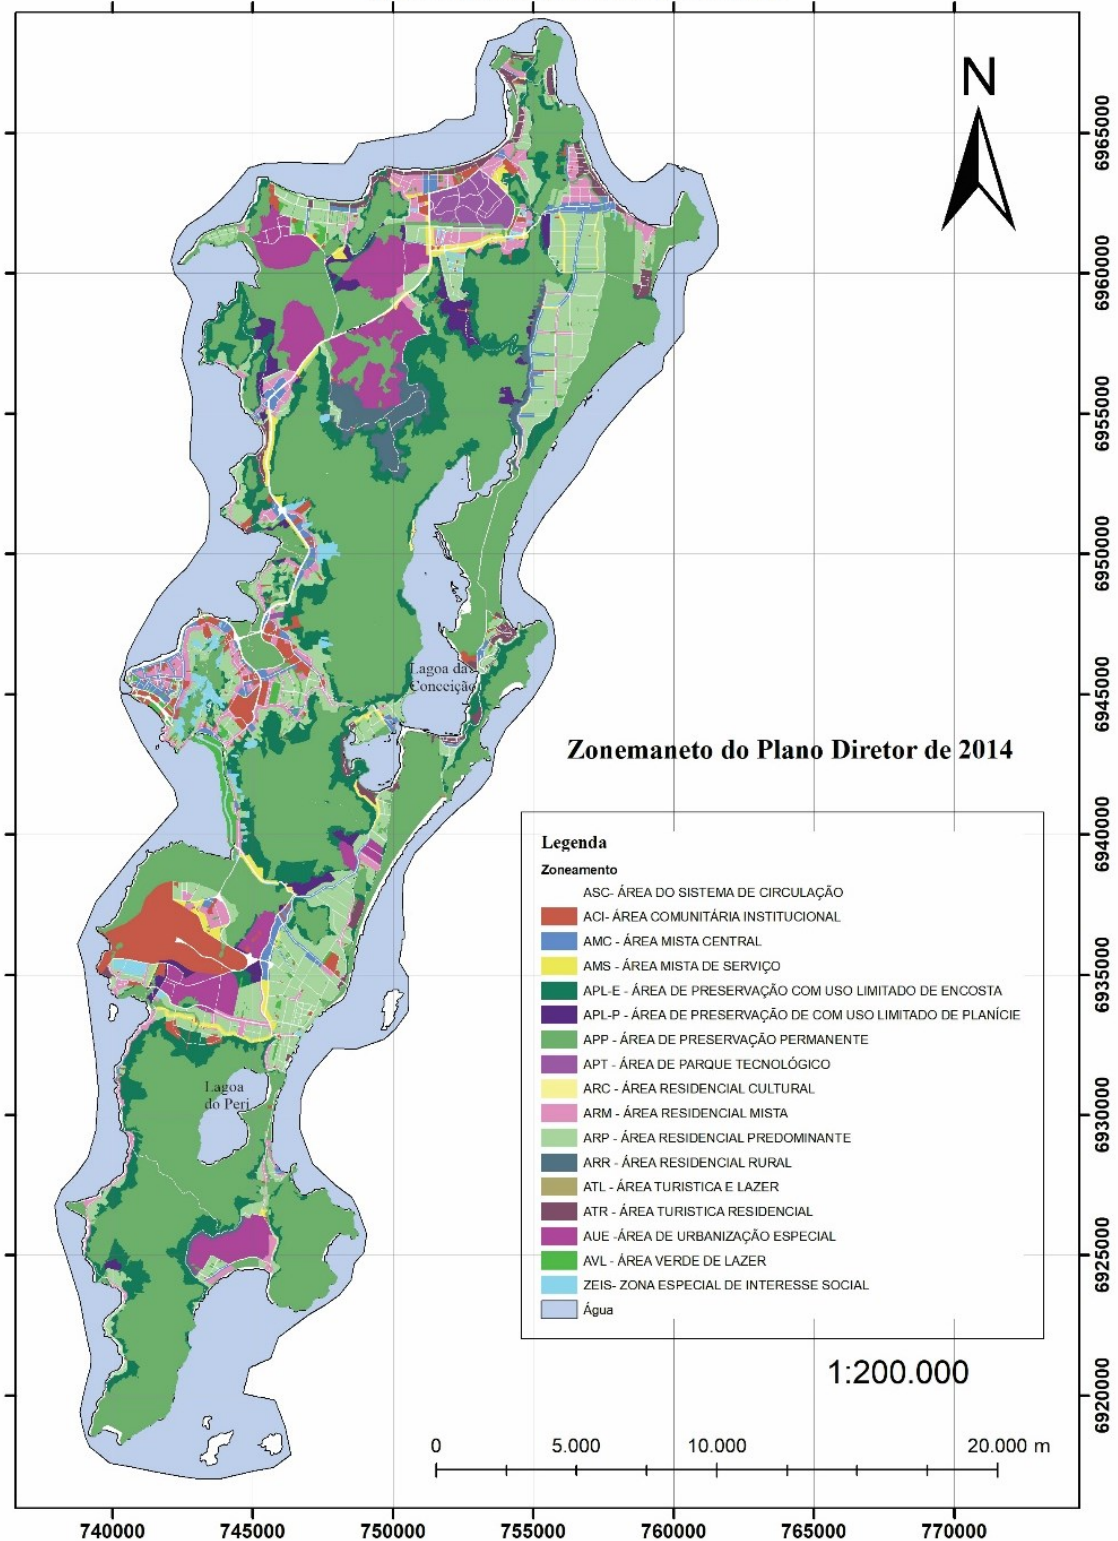 N
6965000
6960000
6955000
6950000
6945000
6940000
6935000
6930000
6925000
6920000
Lagoa da
Conceição
Lagoa
do Peri
Zonemaneto do Plano Diretor de 2014
Legenda
Zoneamento
ASC- ÁREA DO SISTEMA DE CIRCULAÇÃO
ACI- ÁREA COMUNITÁRIA INSTITUCIONAL
AMC - ÁREA MISTA CENTRAL
AMS - ÁREA MISTA DE SERVIÇO
APL-E - ÁREA DE PRESERVAÇÃO COM USO LIMITADO DE ENCOSTA
APL-P - ÁREA DE PRESERVAÇÃO DE COM USO LIMITADO DE PLANÍCIE
APP - ÁREA DE PRESERVAÇÃO PERMANENTE
APT - ÁREA DE PARQUE TECNOLÓGICO
ARC - ÁREA RESIDENCIAL CULTURAL
ARM - ÁREA RESIDENCIAL MISTA
ARP - ÁREA RESIDENCIAL PREDOMINANTE
ARR - ÁREA RESIDENCIAL RURAL
ATL - ÁREA TURISTICA E LAZER
ATR - ÁREA TURISTICA RESIDENCIAL
AUE -ÁREA DE URBANIZAÇÃO ESPECIAL
AVL - ÁREA VERDE DE LAZER
ZEIS- ZONA ESPECIAL DE INTERESSE SOCIAL
Água
1:200.000
0 5.000 10.000 20.000 m
740000 745000 750000 755000 760000 765000 770000